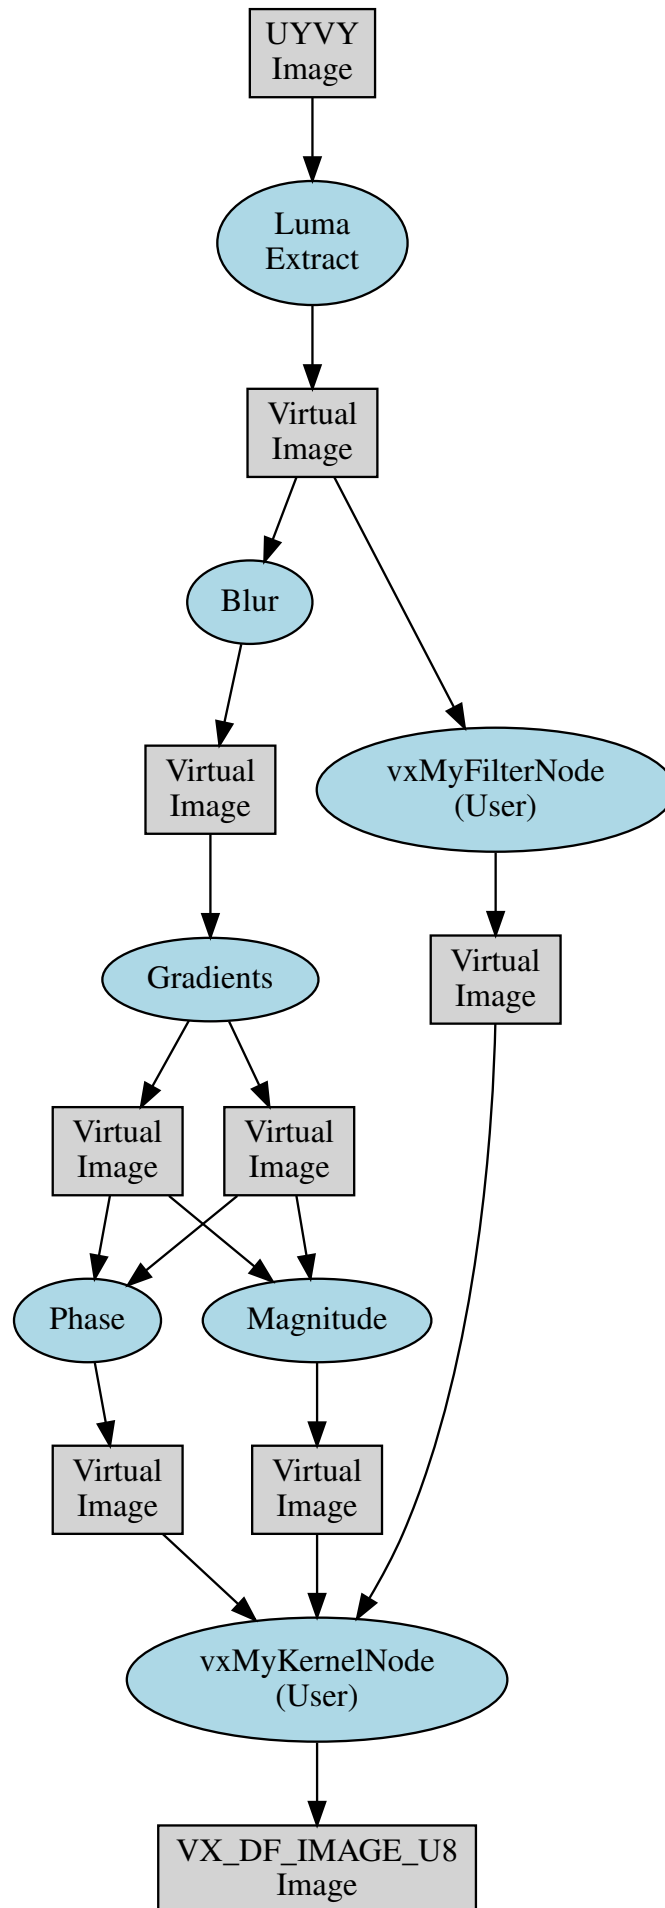 UYVY
Image
Luma
Extract
Virtual
Image
Blur
Virtual
Image
vxMyFilterNode
(User)
Gradients
Virtual
Image
Virtual
Image
Virtual
Image
Phase
Magnitude
Virtual
Image
Virtual
Image
vxMyKernelNode
(User)
VX_DF_IMAGE_U8
Image